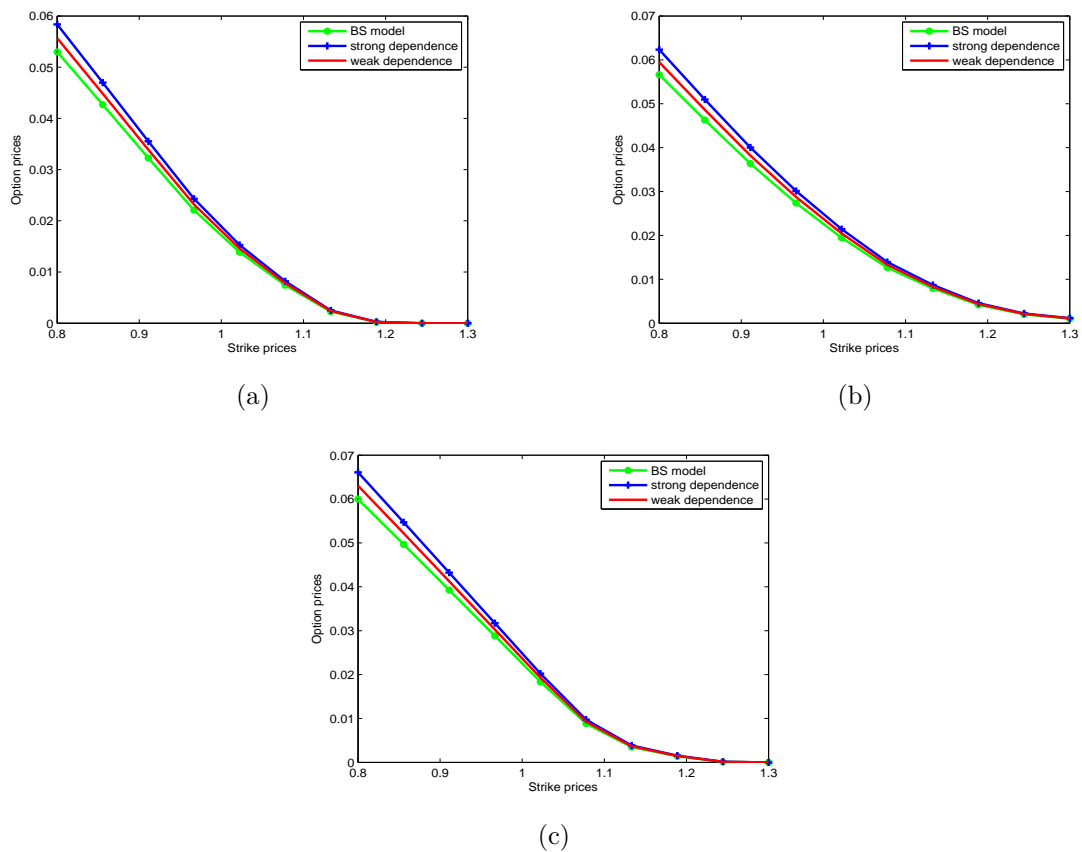 0.06
0.05
0.04
0.03
0.02
0.01
0
Option prices
0.8
0.9
1
1.1
1.2
1.3
Strike prices
BS model
strong dependence
weak dependence
(a)
0.07
0.06
0.05
0.04
0.03
0.02
0.01
0
Option prices
0.8
0.9
1
1.1
1.2
1.3
Strike prices
BS model
strong dependence
weak dependence
(b)
0.07
0.06
0.05
0.04
0.03
0.02
0.01
0
Option prices
0.8
0.9
1
1.1
1.2
1.3
Strike prices
BS model
strong dependence
weak dependence
(c)